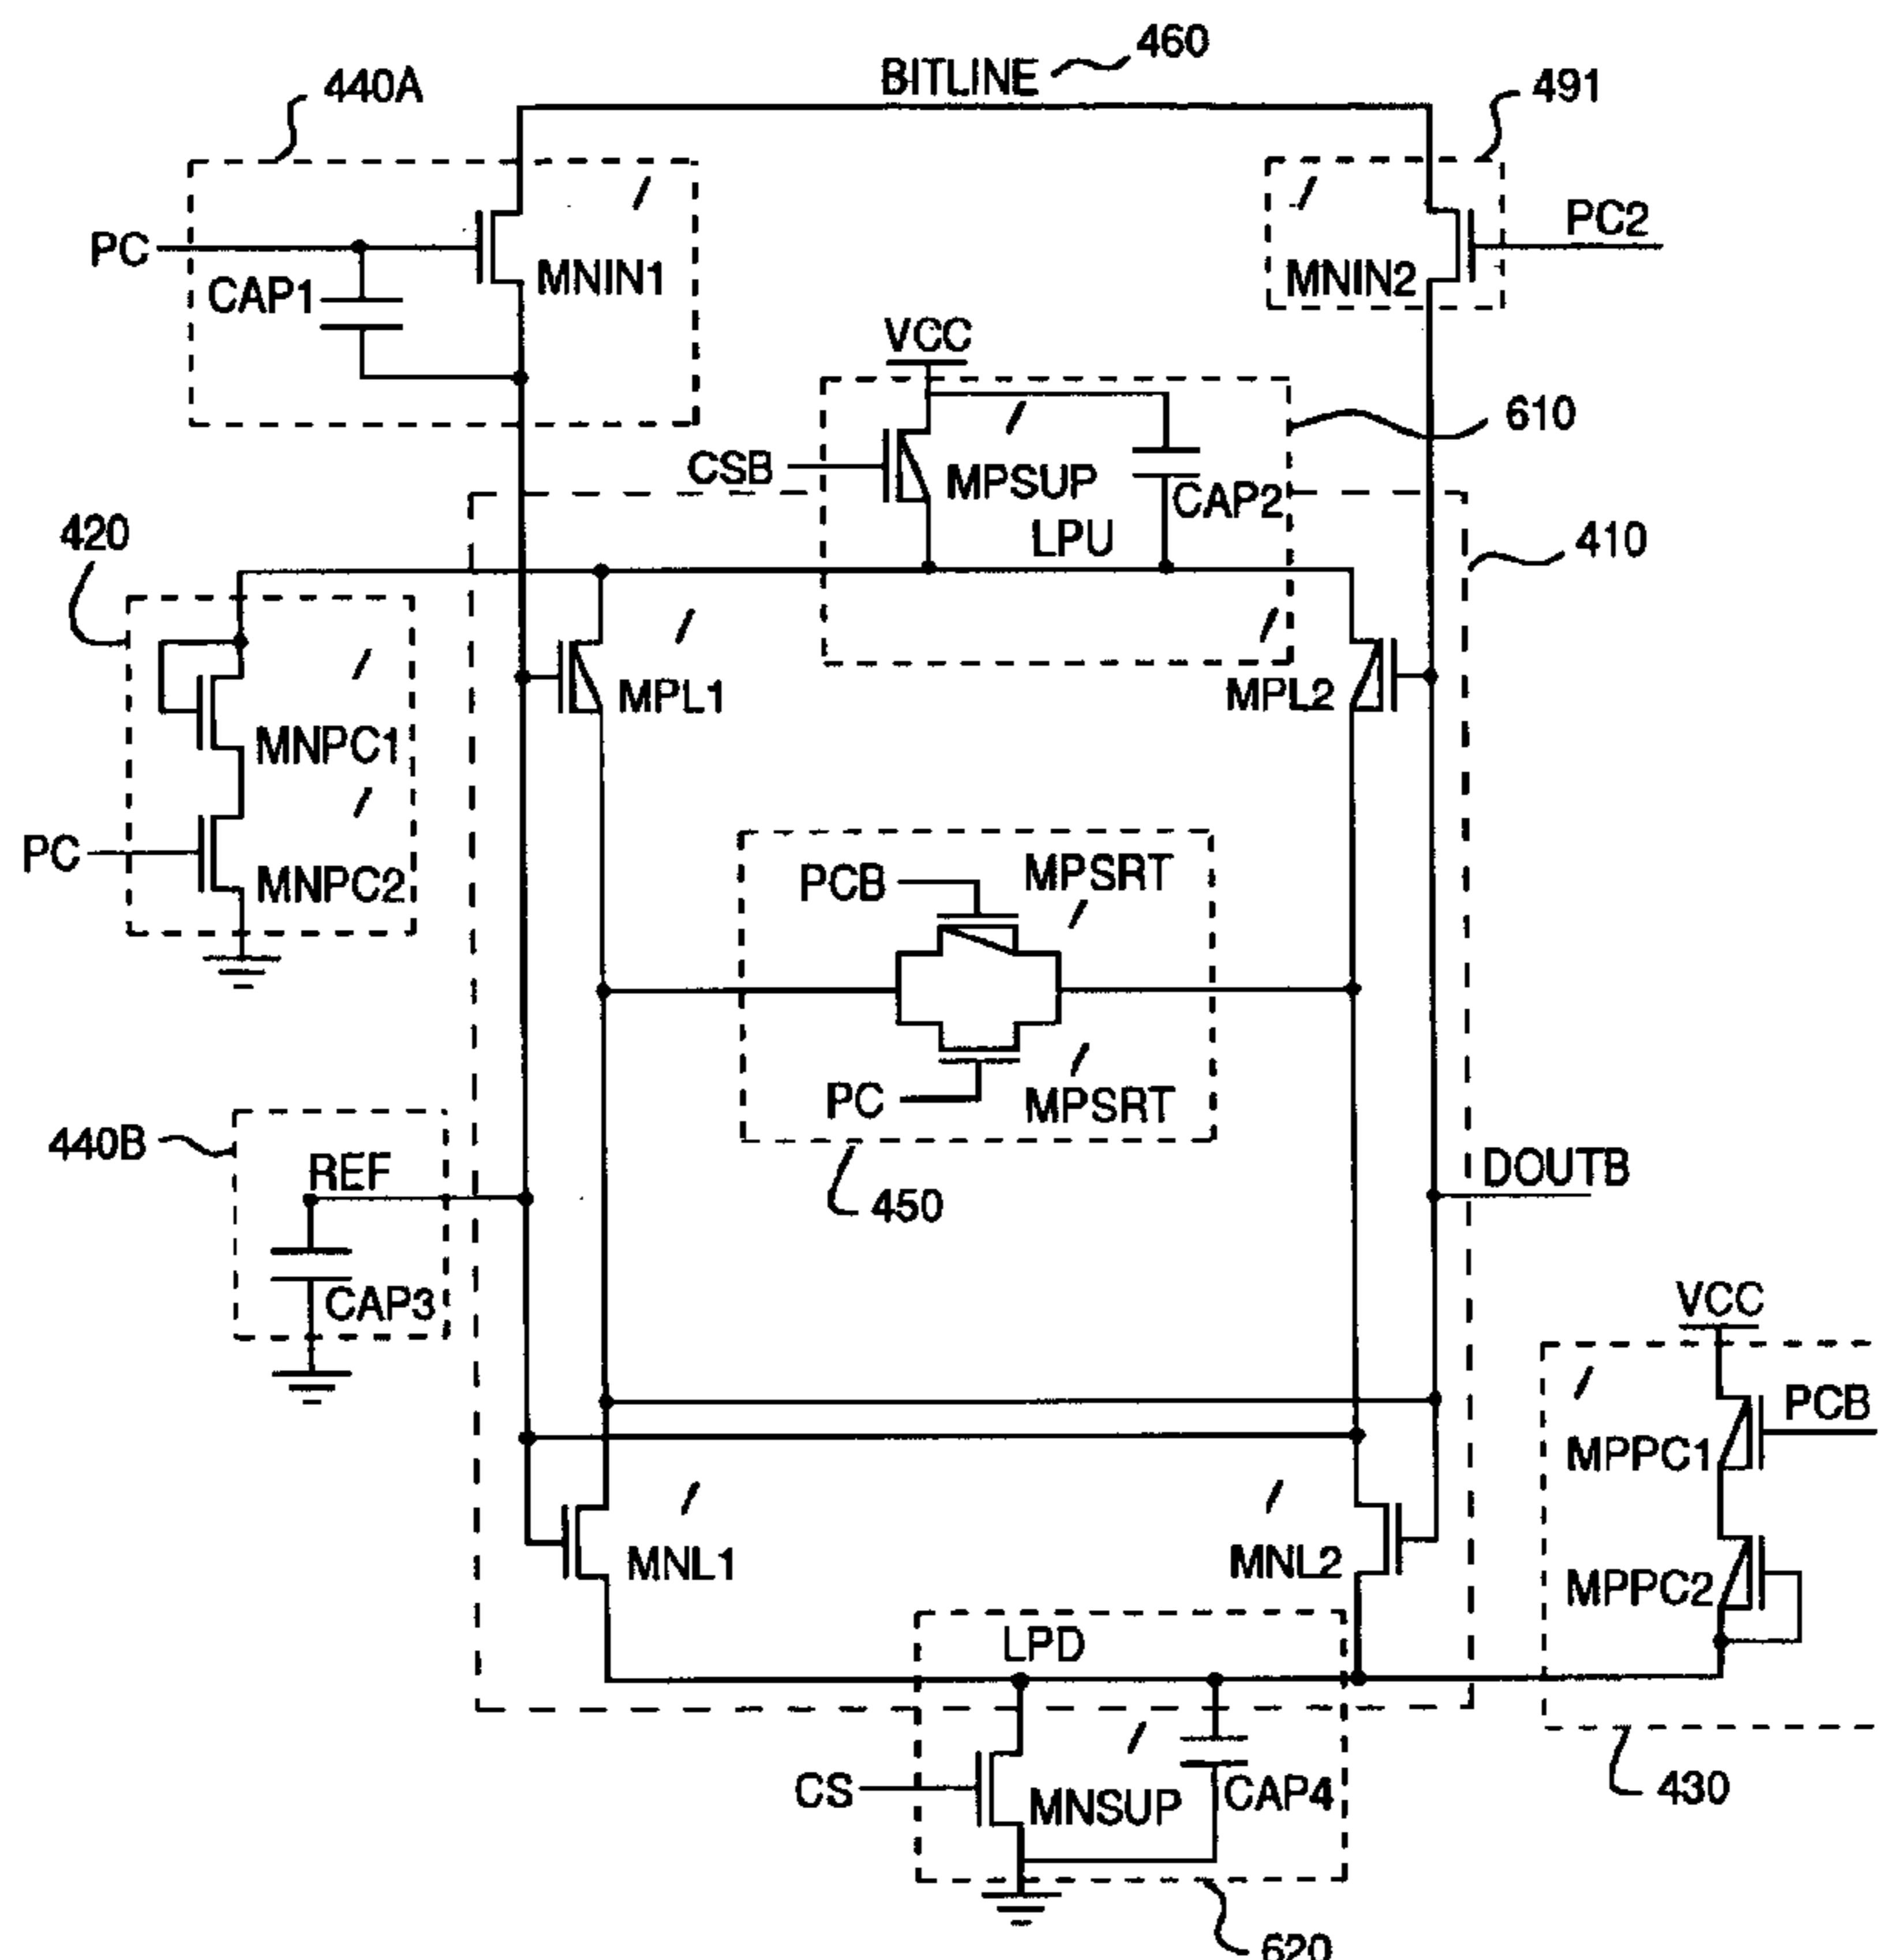 460
BITLINE
440A
491
PC
PC2
CAP1
MNIN1
MNIN2
VCC
610
CSB
MPSUP
CAP2
LPU
410
420
MPL1
MPL2
MNPC1
PC
MNPC2
PCB
MPSRT
PC
MPSRT
440B
REF
DOUTB
450
CAP3
VCC
PCB
MPPC1
MNL1
MNL2
MPPC2
LPD
CS
MNSUP
CAP4
430
620